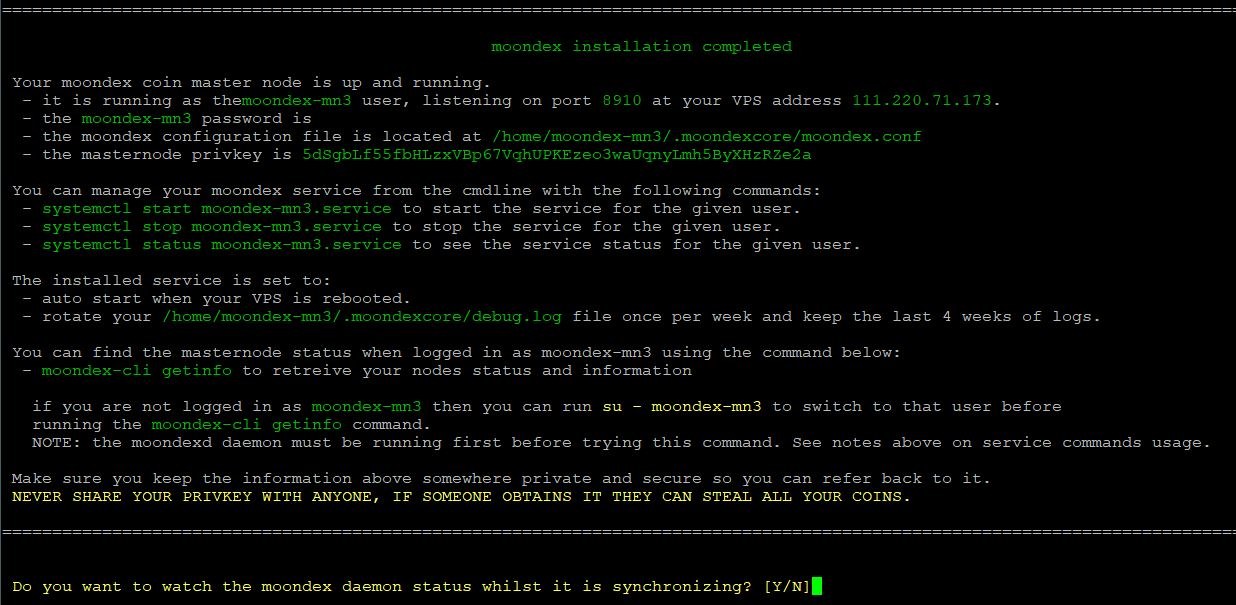 ================================================================================
moondex installation completed
Your moondex coin master node is up and running.
- it is running as themoondex-mn3 user, listening on port 8910 at your VPS address 111.220.71.173.
- the moondex-mn3 password is
- the moondex configuration file is located at /home/moondex-mn3/.moondexcore/moondex.conf
- the masternode privkey is 5dSgbLf55fbHLzxVBp67VqhUPKEzeo3waUqnyLmh5ByXHzRZe2a
You can manage your moondex service from the cmdline with the following commands:
- systemctl start moondex-mn3.service to start the service for the given user.
- systemctl stop moondex-mn3.service to stop the service for the given user.
- systemctl status moondex-mn3.service to see the service status for the given user.
The installed service is set to:
- auto start when your VPS is rebooted.
- rotate your /home/moondex-mn3/.moondexcore/debug.log file once per week and keep the last 4 weeks of logs.
You can find the masternode status when logged in as moondex-mn3 using the command below:
- moondex-cli getinfo to retreive your nodes status and information
if you are not logged in as moondex-mn3 then you can run su - moondex-mn3 to switch to that user before
running the moondex-cli getinfo command.
NOTE: the moondexd daemon must be running first before trying this command. See notes above on service commands usage.
Make sure you keep the information above somewhere private and secure so you can refer back to it.
NEVER SHARE YOUR PRIVKEY WITH ANYONE, IF SOMEONE OBTAINS IT THEY CAN STEAL ALL YOUR COINS.
================================================================================
Do you want to watch the moondex daemon status whilst it is synchronizing? [Y/N]